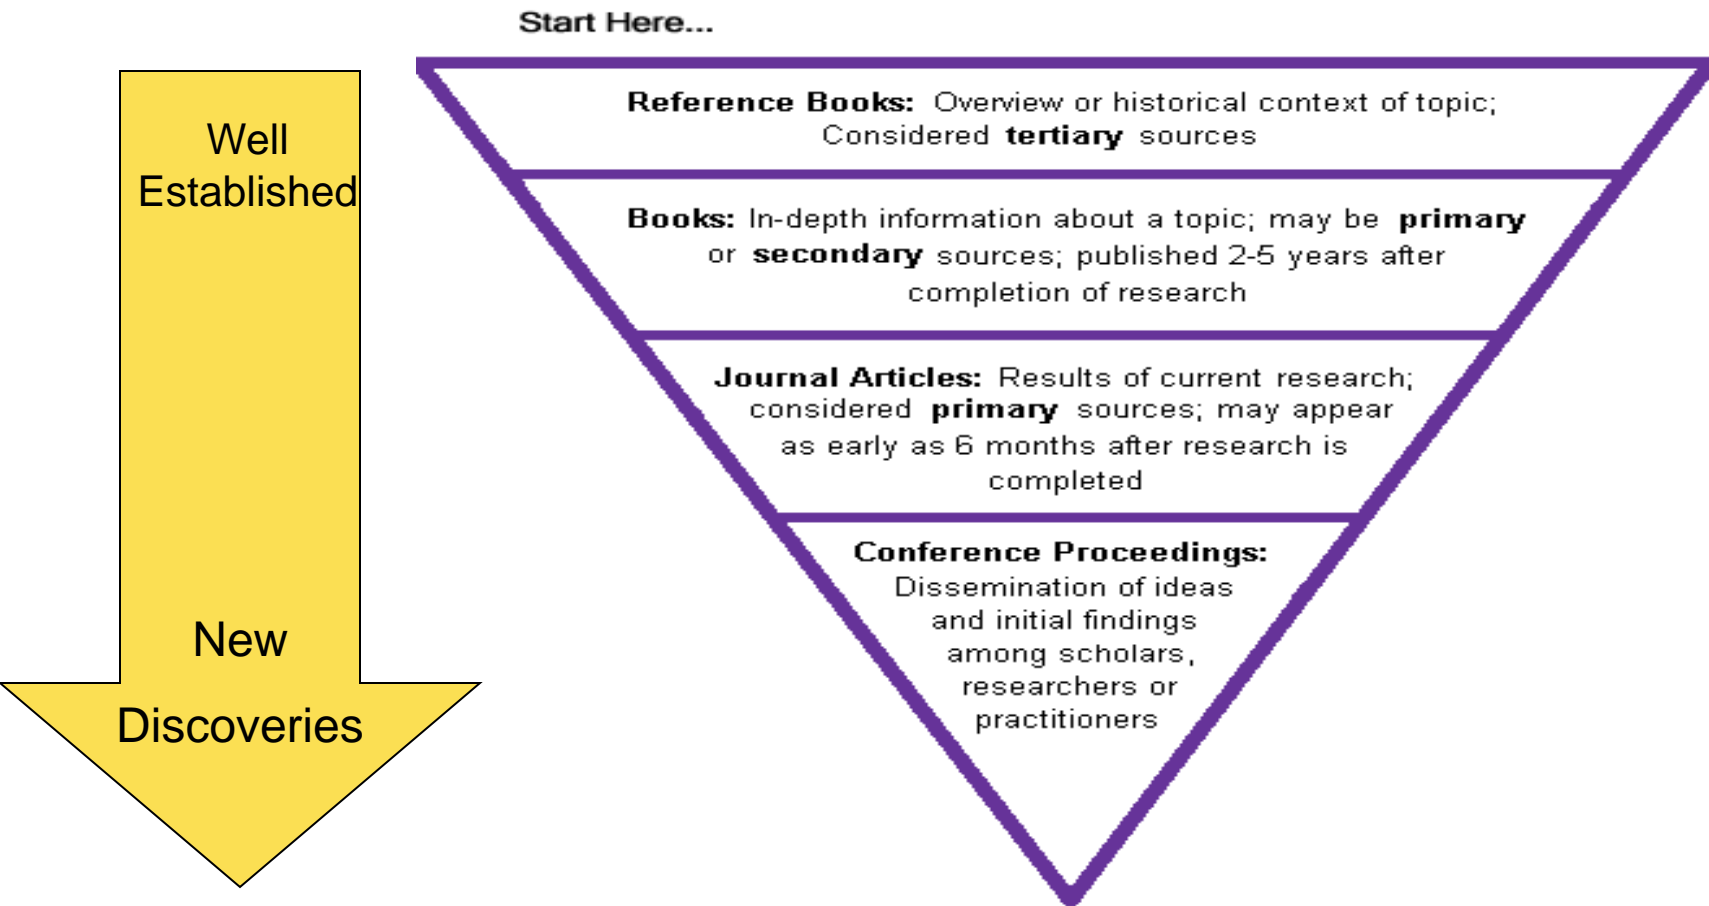 Start Here...
Well
Established
New
Discoveries
Reference Books: Overview or historical context of topic;
Considered tertiary sources
Books: In-depth information about a topic; may be primary
or secondary sources; published 2-5 years after
completion of research
Journal Articles: Results of current research;
considered primary sources; may appear
as early as 6 months after research is
completed
Conference Proceedings:
Dissemination of ideas
and initial findings
among scholars,
researchers or
practitioners